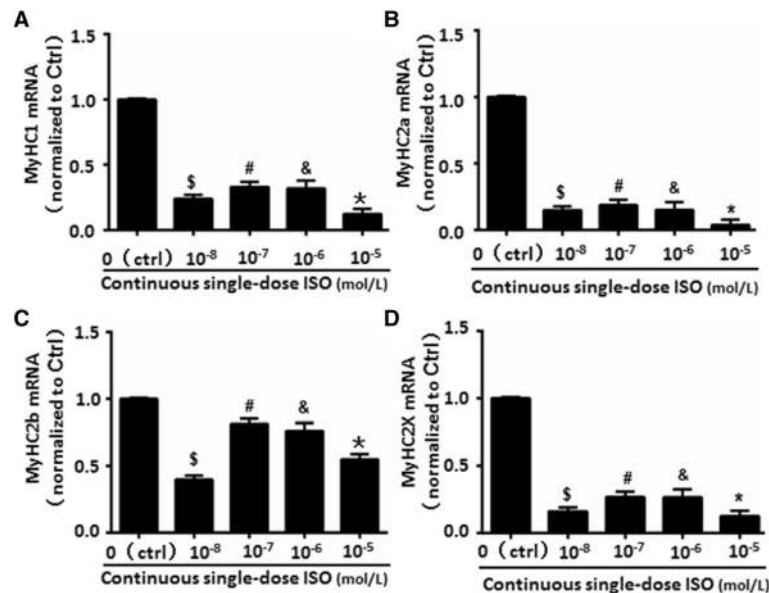 A
MyHC1 mRNA
(normalized to Ctrl)
1.5
1.0
0.5
0.0
$ # & *
0 (ctrl) 10⁻⁸ 10⁻⁷ 10⁻⁶ 10⁻⁵
Continuous single-dose ISO (mol/L)
B
MyHC2a mRNA
(normalized to Ctrl)
1.5
1.0
0.5
0.0
$ # & *
0 (ctrl) 10⁻⁸ 10⁻⁷ 10⁻⁶ 10⁻⁵
Continuous single-dose ISO (mol/L)
C
MyHC2b mRNA
(normalized to Ctrl)
1.5
1.0
0.5
0.0
$ # & *
0 (ctrl) 10⁻⁸ 10⁻⁷ 10⁻⁶ 10⁻⁵
Continuous single-dose ISO (mol/L)
D
MyHC2X mRNA
(normalized to Ctrl)
1.5
1.0
0.5
0.0
$ # & *
0 (ctrl) 10⁻⁸ 10⁻⁷ 10⁻⁶ 10⁻⁵
Continuous single-dose ISO (mol/L)